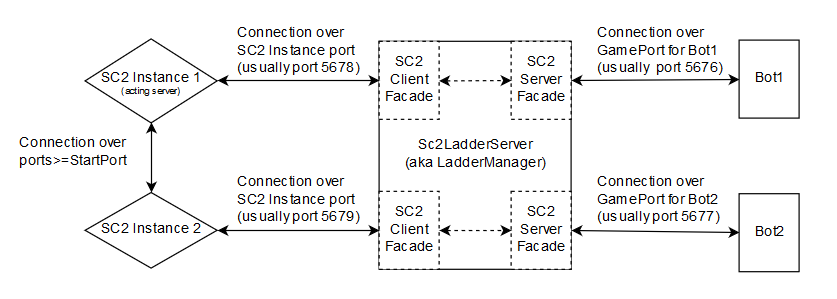 Connection over
SC2 Instance port
(usually port 5678)
SC2
Client
Facade
SC2
Server
Facade
Connection over
GamePort for Bot1
(usually port 5676)
SC2 Instance 1
(acting server)
Bot1
Connection over
ports>=StartPort
Sc2LadderServer
(aka LadderManager)
Connection over
SC2 Instance port
(usually port 5679)
SC2
Client
Facade
SC2
Server
Facade
Connection over
GamePort for Bot2
(usually port 5677)
SC2 Instance 2
Bot2